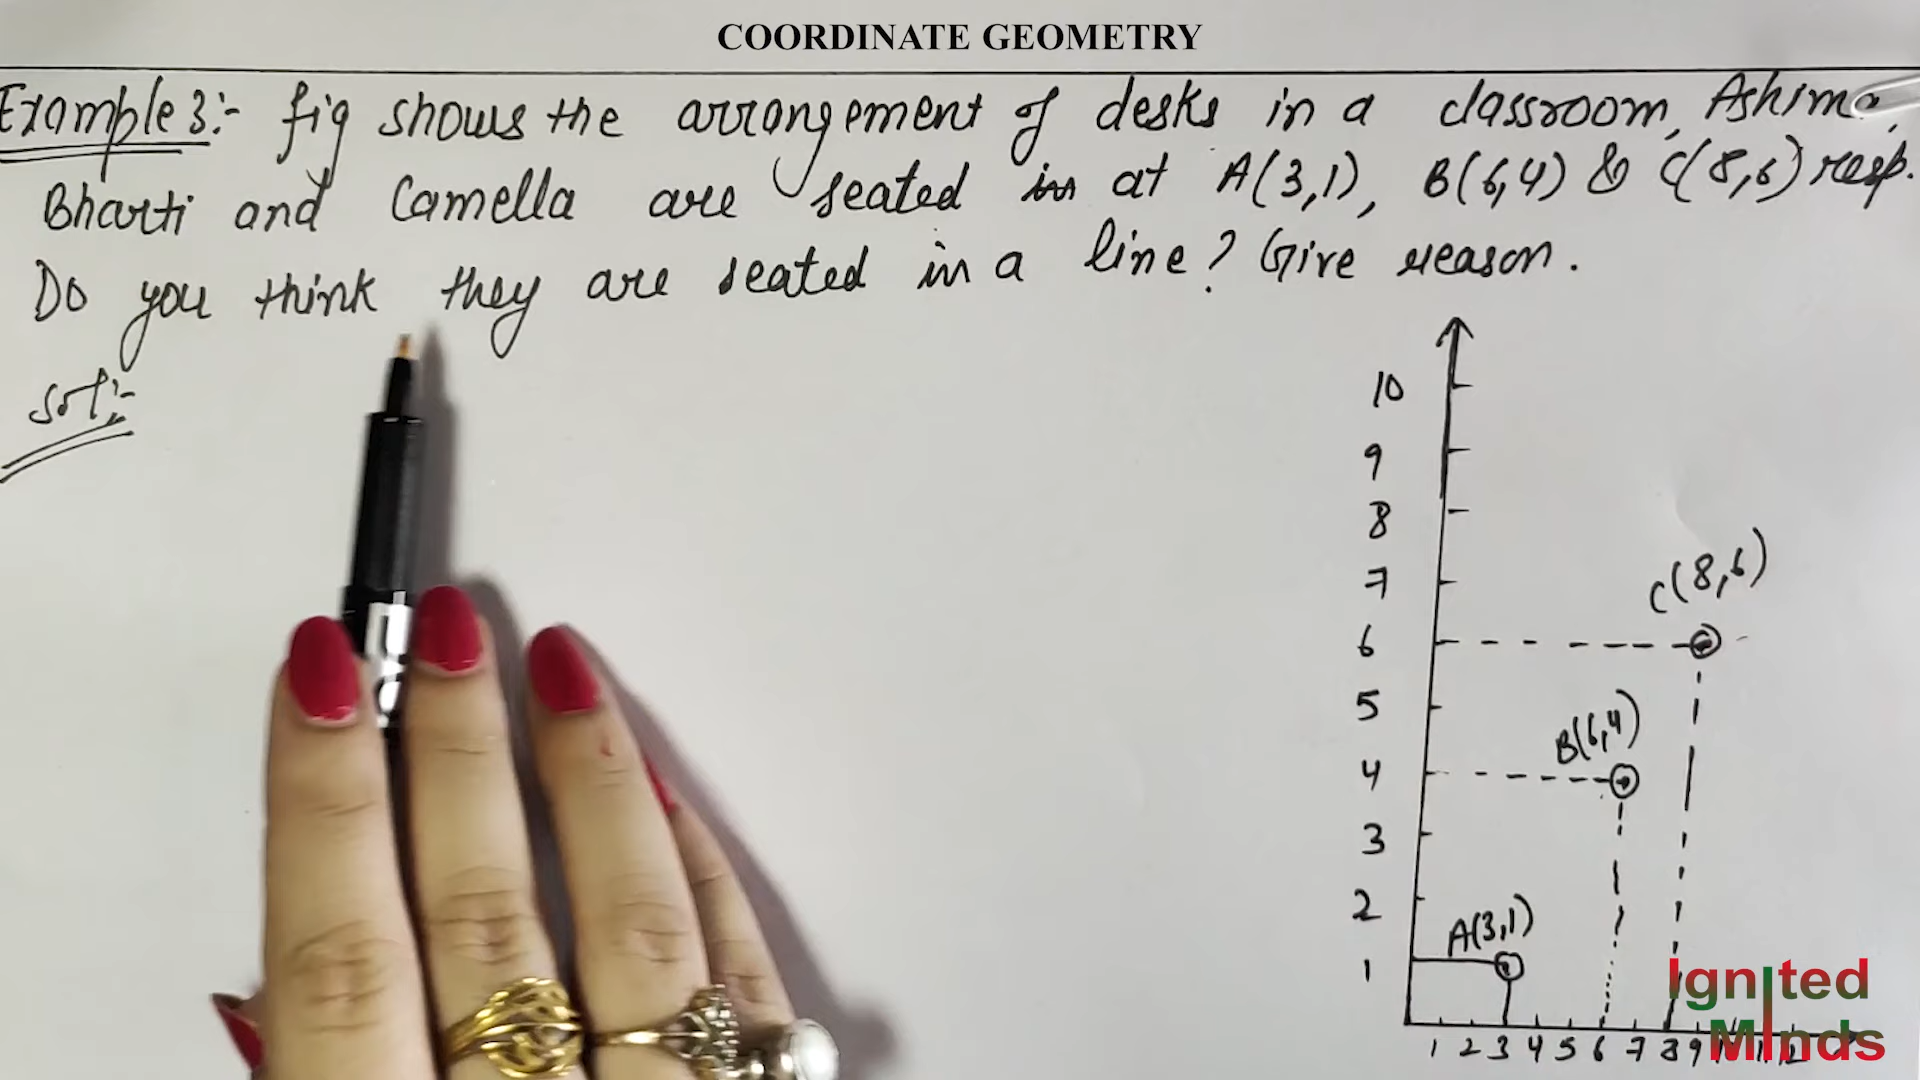 COORDINATE GEOMETRY
Example 3:- fig shows the arrangement of desks in a classroom, Ashima,
Bharti and Camella are seated in at A(3,1), B(6,4) & C(8,6) resp.
Do you think they are seated in a line? Give reason.
Sol:-
10
9
8
7
C(8,6)
6
5
B(6,4)
4
3
2
A(3,1)
1
1 2 3 4 5 6 7 8 9
Ignited
Minds